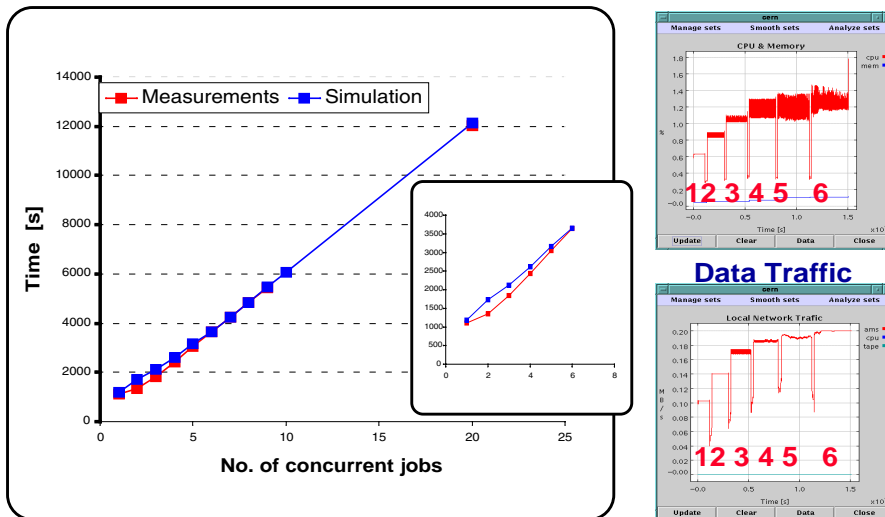 14000
12000
10000
8000
6000
4000
2000
0
Time [s]
Measurements
Simulation
0 5 10 15 20 25
No. of concurrent jobs
4000
3500
3000
2500
2000
1500
1000
500
0
0 2 4 6 8
cern
Manage sets Smooth sets Analyze sets
CPU & Memory
cpu
mem
1.8
1.6
1.4
1.2
1.0
0.8
0.6
0.4
0.2
-0.0
%
1 2 3 4 5 6
-0.0 0.5 1.0 1.5
Time [s]
x10
Update Clear Data Close
Data Traffic
cern
Manage sets Smooth sets Analyze sets
Local Network Trafic
ams
cpu
tape
0.20
0.18
0.16
0.14
0.12
0.10
0.08
0.06
0.04
0.02
-0.00
MB/s
12 3 4 5 6
-0.0 0.5 1.0 1.5
Time [s]
x10
Update Clear Data Close